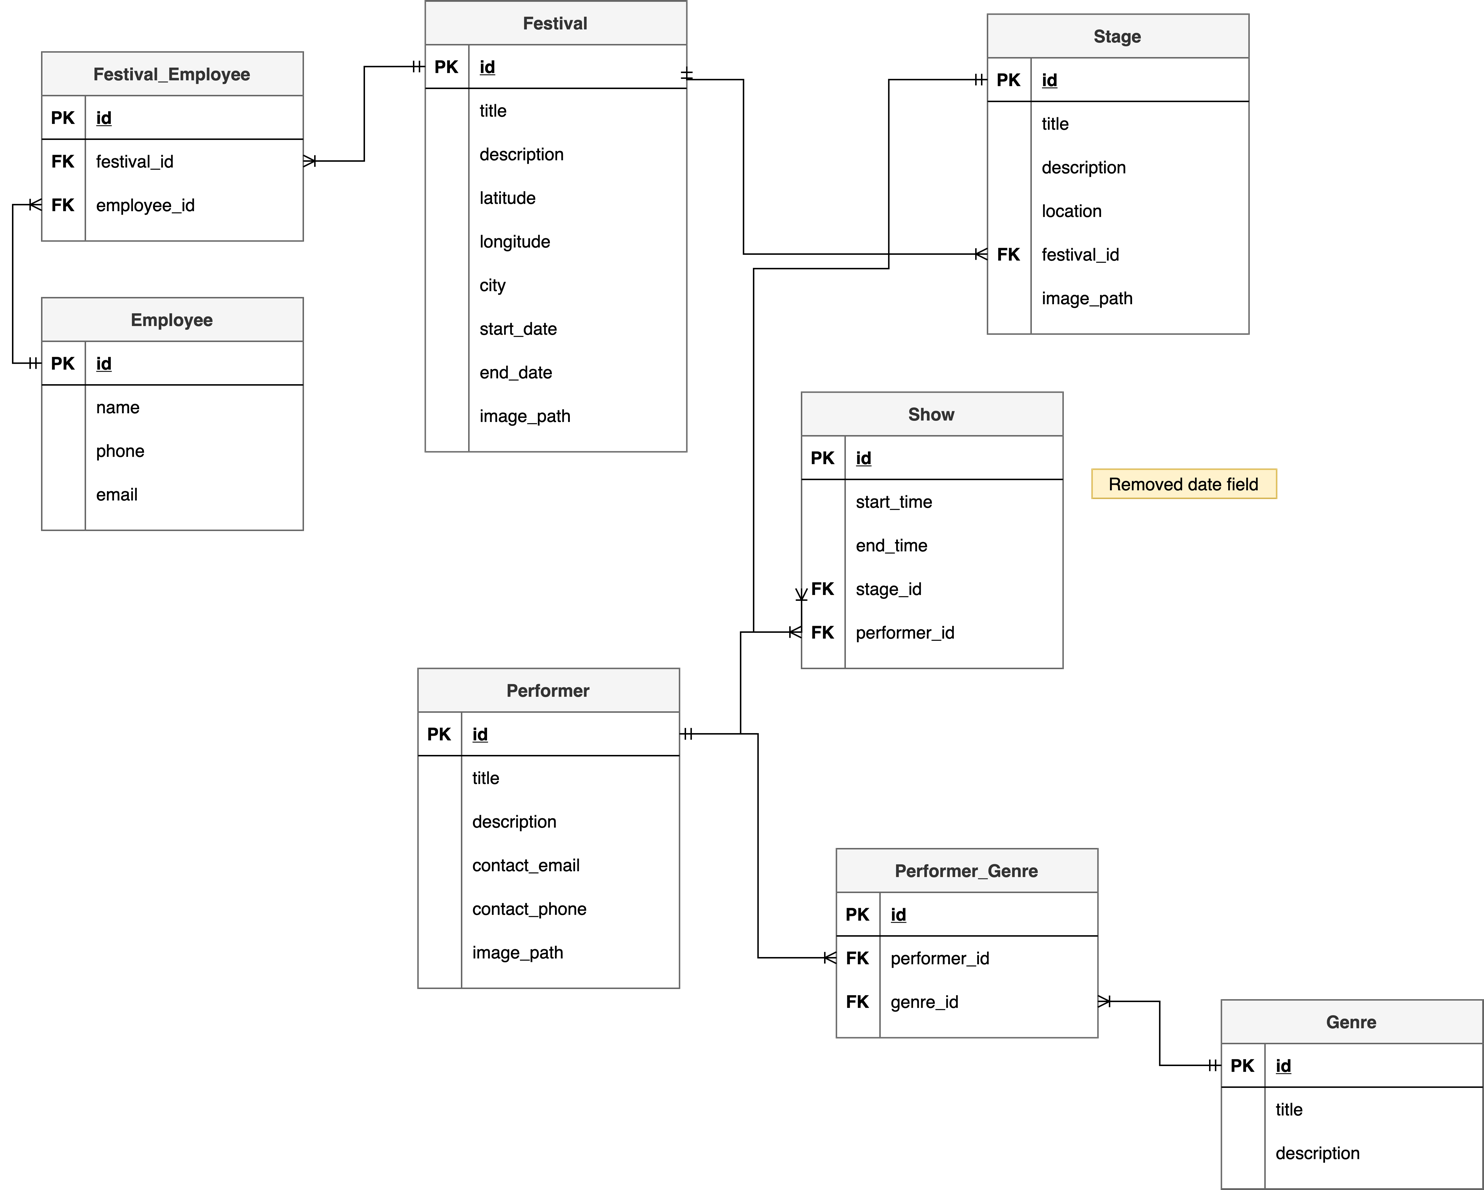 Festival_Employee
PK id
FK festival_id
FK employee_id
Employee
PK id
name
phone
email
Festival
PK id
title
description
latitude
longitude
city
start_date
end_date
image_path
Stage
PK id
title
description
location
FK festival_id
image_path
Show
PK id
start_time
end_time
FK stage_id
FK performer_id
Removed date field
Performer
PK id
title
description
contact_email
contact_phone
image_path
Performer_Genre
PK id
FK performer_id
FK genre_id
Genre
PK id
title
description